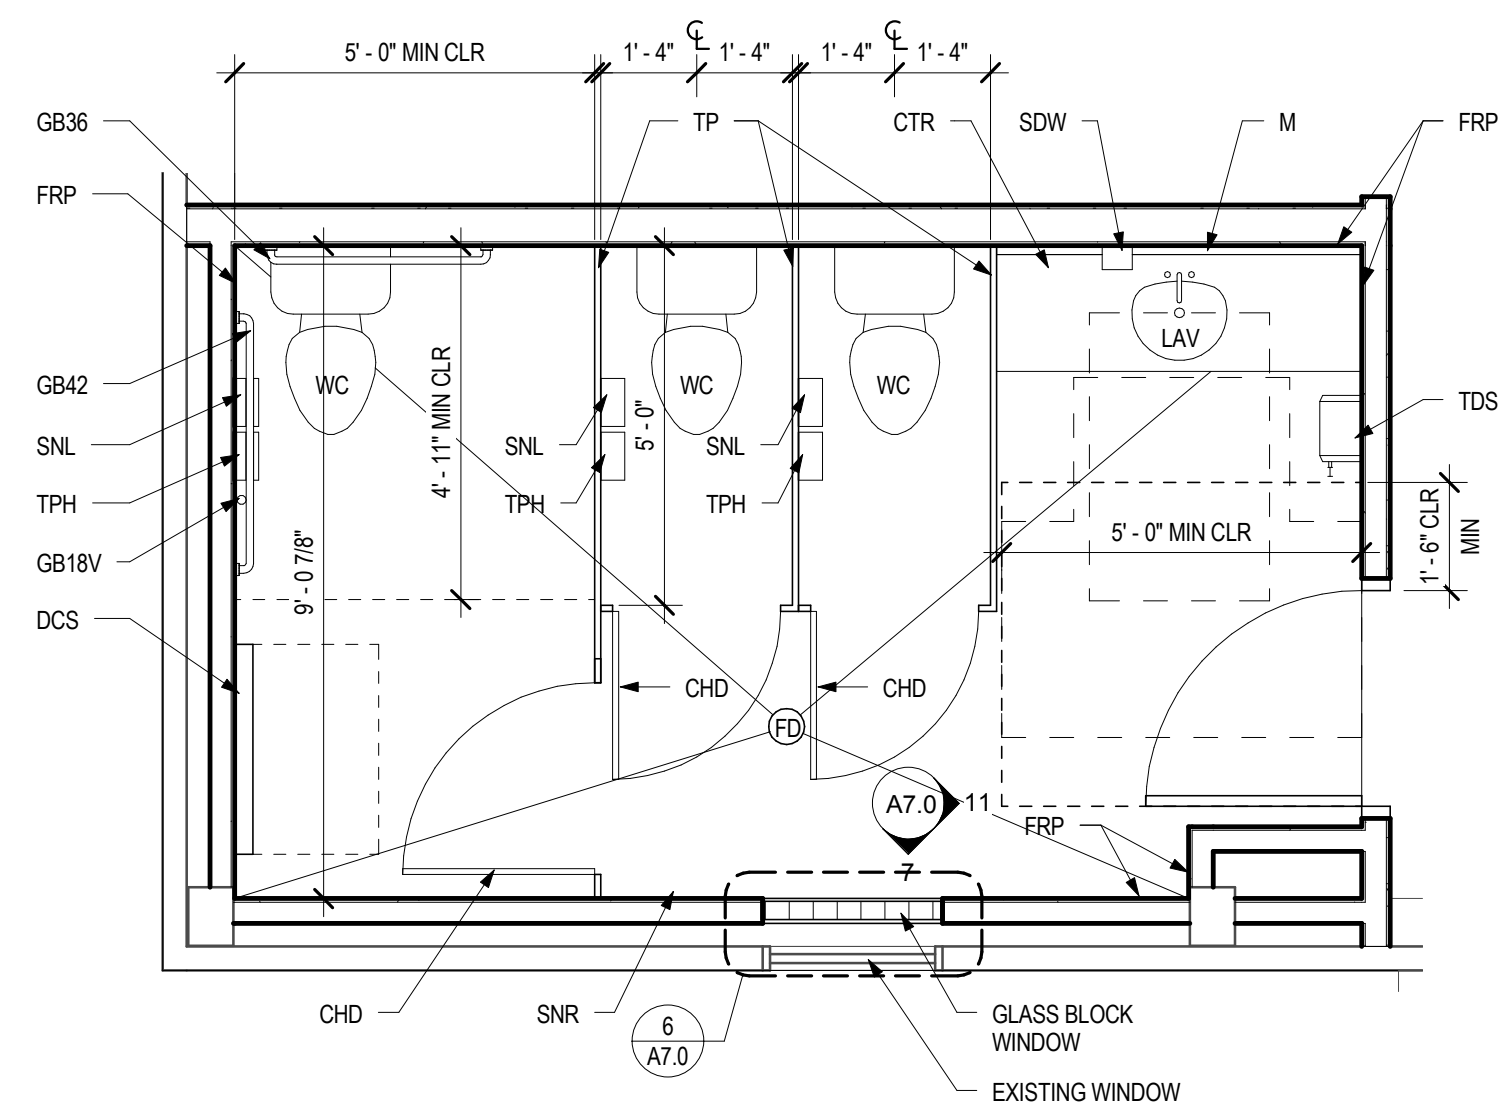 5' - 0" MIN CLR
1' - 4"
℄
1' - 4"
1' - 4"
℄
1' - 4"
GB36
TP
CTR
SDW
M
FRP
FRP
WC
WC
WC
LAV
GB42
4' - 11" MIN CLR
5' - 0"
TDS
SNL
SNL
SNL
TPH
TPH
TPH
5' - 0" MIN CLR
1' - 6" CLR
MIN
GB18V
9' - 0 7/8"
DCS
CHD
CHD
FD
A7.0
11
7
FRP
CHD
SNR
6
A7.0
GLASS BLOCK
WINDOW
EXISTING WINDOW